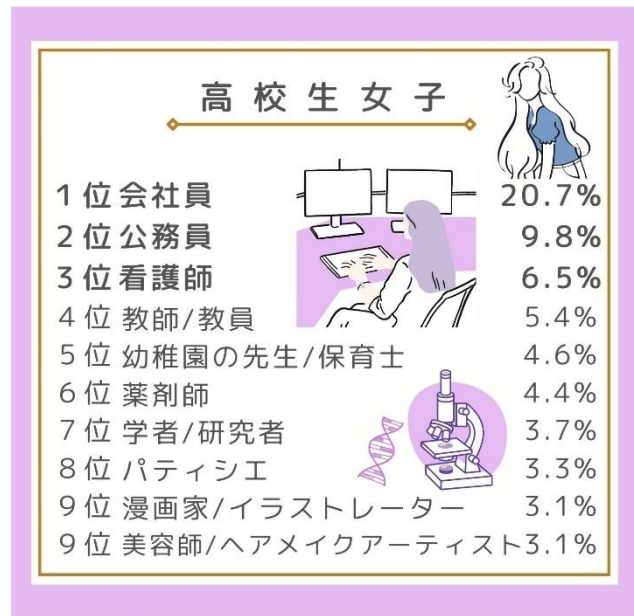 高校生女子
1位会社員 20.7%
2位公務員 9.8%
3位看護師 6.5%
4位 教師/教員 5.4%
5位 幼稚園の先生/保育士 4.6%
6位 薬剤師 4.4%
7位 学者/研究者 3.7%
8位 パティシエ 3.3%
9位 漫画家/イラストレーター 3.1%
9位 美容師/ヘアメイクアーティスト3.1%